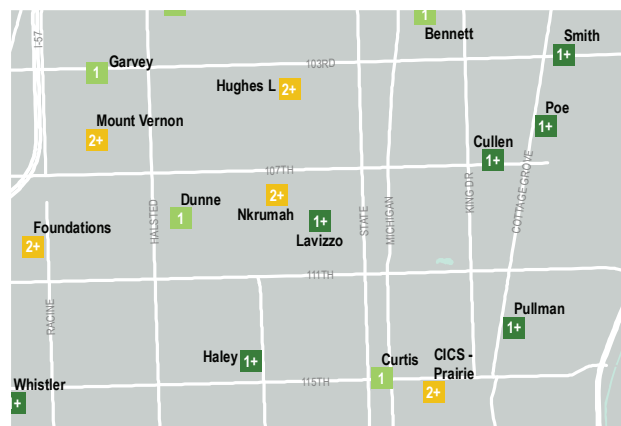 1
Bennett
Smith
1+
I-57
Garvey
1
103RD
Hughes L
2+
Mount Vernon
2+
Poe
1+
Cullen
1+
107TH
Dunne
1
2+
Nkrumah
1+
Lavizzo
HALSTED
STATE
MICHIGAN
KING DR
COTTAGE GROVE
Foundations
2+
111TH
RACINE
Pullman
1+
Haley
1+
Curtis
1
CICS -
Prairie
2+
115TH
Whistler
1+